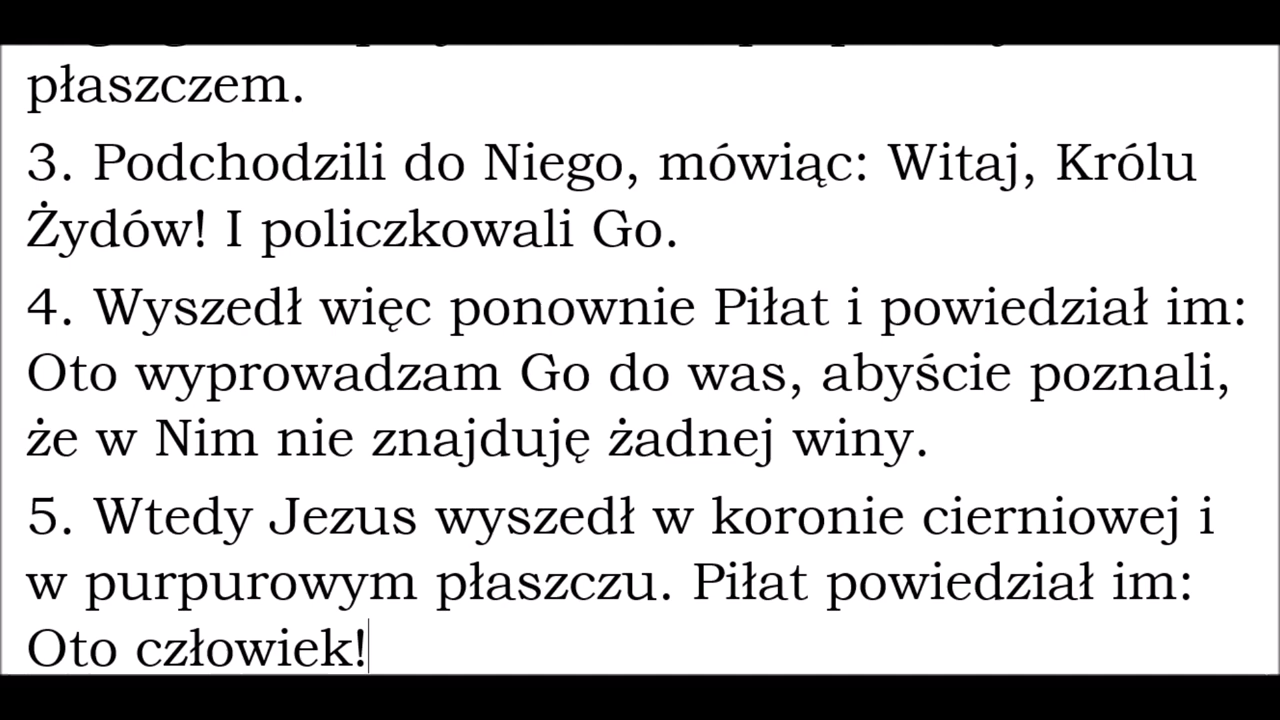 płaszczem.
3. Podchodzili do Niego, mówiąc: Witaj, Królu
Żydów! I policzkowali Go.
4. Wyszedł więc ponownie Piłat i powiedział im:
Oto wyprowadzam Go do was, abyście poznali,
że w Nim nie znajduję żadnej winy.
5. Wtedy Jezus wyszedł w koronie cierniowej i
w purpurowym płaszczu. Piłat powiedział im:
Oto człowiek!